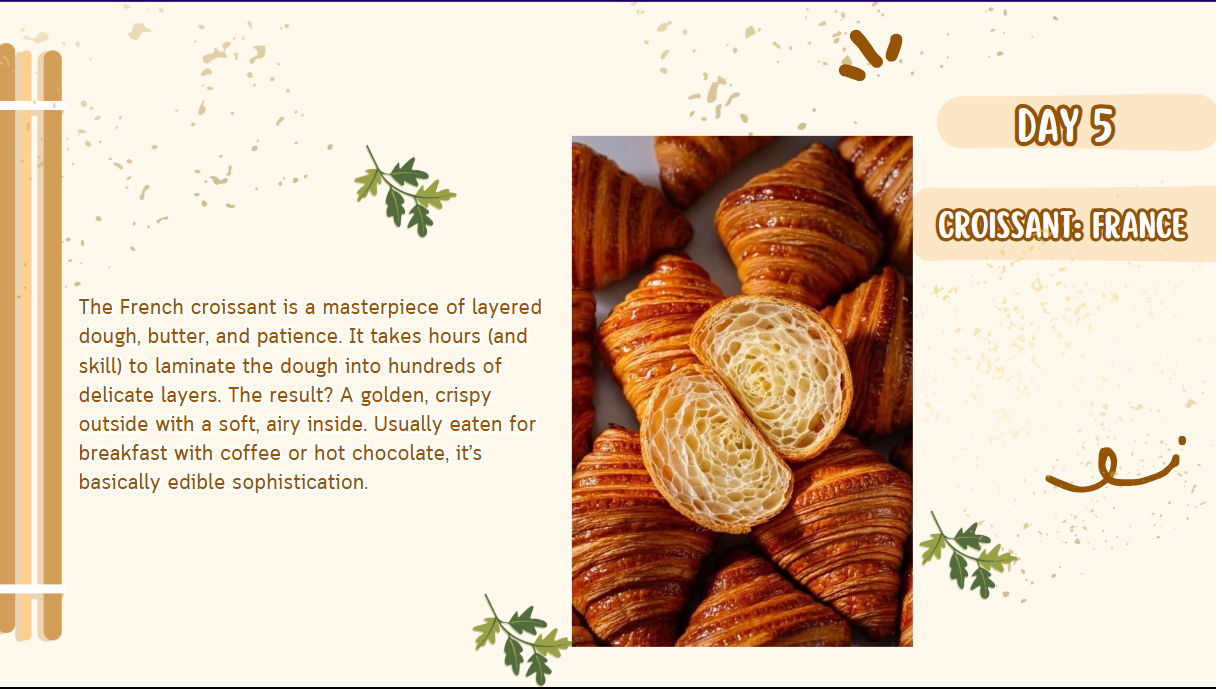 DAY 5
CROISSANT: FRANCE
The French croissant is a masterpiece of layered
dough, butter, and patience. It takes hours (and
skill) to laminate the dough into hundreds of
delicate layers. The result? A golden, crispy
outside with a soft, airy inside. Usually eaten for
breakfast with coffee or hot chocolate, it’s
basically edible sophistication.